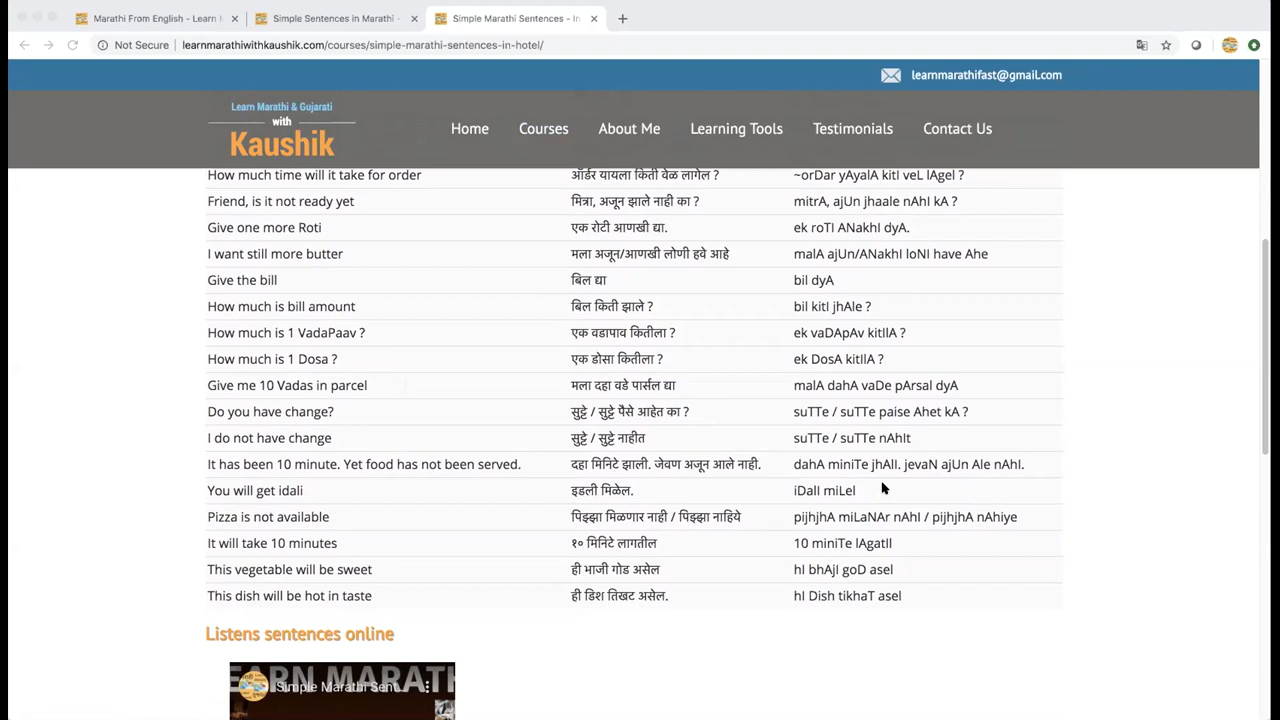 Marathi From English - Learn
Simple Sentences in Marathi -
Simple Marathi Sentences - In
Not Secure
learnmarathiwithkaushik.com/courses/simple-marathi-sentences-in-hotel/
learnmarathifast@gmail.com
Learn Marathi & Gujarati
with
Kaushik
Home Courses About Me Learning Tools Testimonials Contact Us
How much time will it take for order ऑर्डर यायला किती वेळ लागेल ? ~orDar yAyalA kitI veL lAgel ?
Friend, is it not ready yet मित्रा, अजून झाले नाही का ? mitrA, ajUn jhaale nAhI kA ?
Give one more Roti एक रोटी आणखी द्या. ek roTI ANakhI dyA.
I want still more butter मला अजून/आणखी लोणी हवे आहे malA ajUn/ANakhI loNI have Ahe
Give the bill बिल द्या bil dyA
How much is bill amount बिल किती झाले ? bil kitI jhAle ?
How much is 1 VadaPaav ? एक वडापाव कितीला ? ek vaDApAv kitIlA ?
How much is 1 Dosa ? एक डोसा कितीला ? ek DosA kitIlA ?
Give me 10 Vadas in parcel मला दहा वडे पार्सल द्या malA dahA vaDe pArsal dyA
Do you have change? सुट्टे / सुट्टे पैसे आहेत का ? suTTe / suTTe paise Ahet kA ?
I do not have change सुट्टे / सुट्टे नाहीत suTTe / suTTe nAhIt
It has been 10 minute. Yet food has not been served. दहा मिनिटे झाली. जेवण अजून आले नाही. dahA miniTe jhAlI. jevaN ajUn Ale nAhI.
You will get idali इडली मिळेल. iDalI miLel
Pizza is not available पिझ्झा मिळणार नाही / पिझ्झा नाहिये pijhjhA miLaNAr nAhI / pijhjhA nAhiye
It will take 10 minutes १० मिनिटे लागतील 10 miniTe lAgatIl
This vegetable will be sweet ही भाजी गोड असेल hI bhAjI goD asel
This dish will be hot in taste ही डिश तिखट असेल. hI Dish tikhaT asel
Listens sentences online
Simple Marathi Sent...